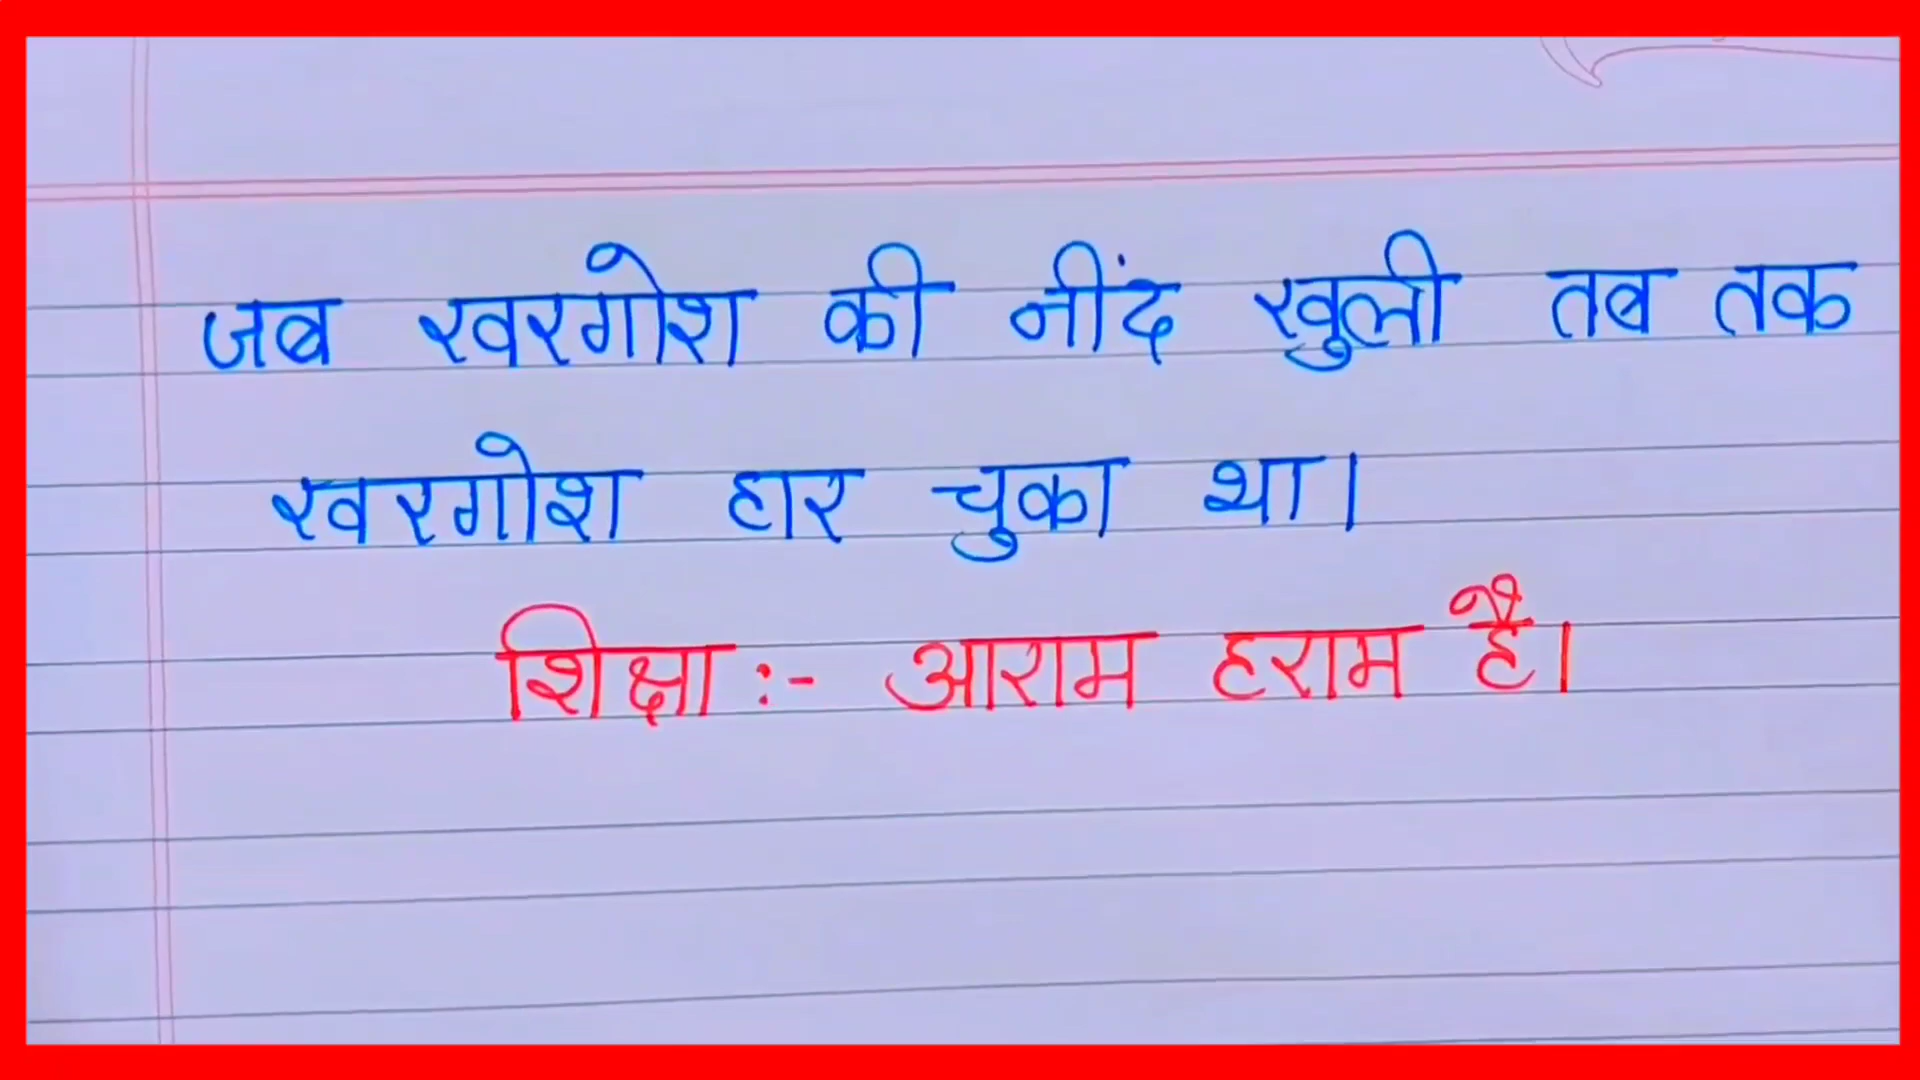 जब खरगोश की नींद खुली तब तक
खरगोश हार चुका था।
शिक्षा :- आराम हराम है।